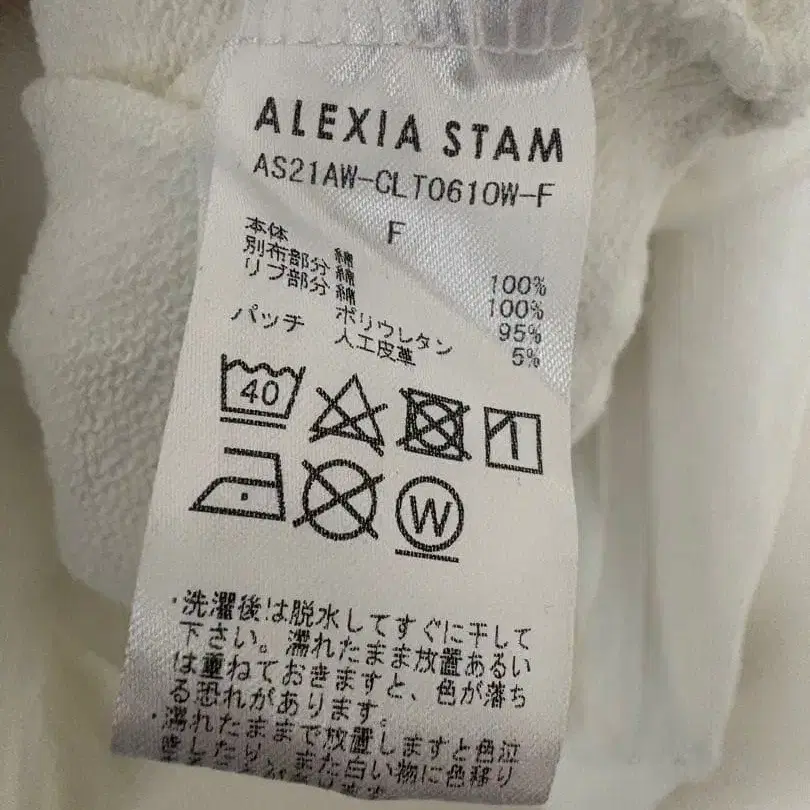 ALEXIA STAM
AS21AW-CLT0610W-F
F
本体 綿 100%
別布部分 綿 100%
リブ部分 綿 95%
ポリウレタン 5%
パッチ 人工皮革
40
W
・洗濯後は脱水してすぐに干して
下さい。濡れたまま放置あるい
は重ねておきますと、色が落ち
る恐れがあります。
・濡れたままで放置しますと色泣
きしたり、また白い物に色移り